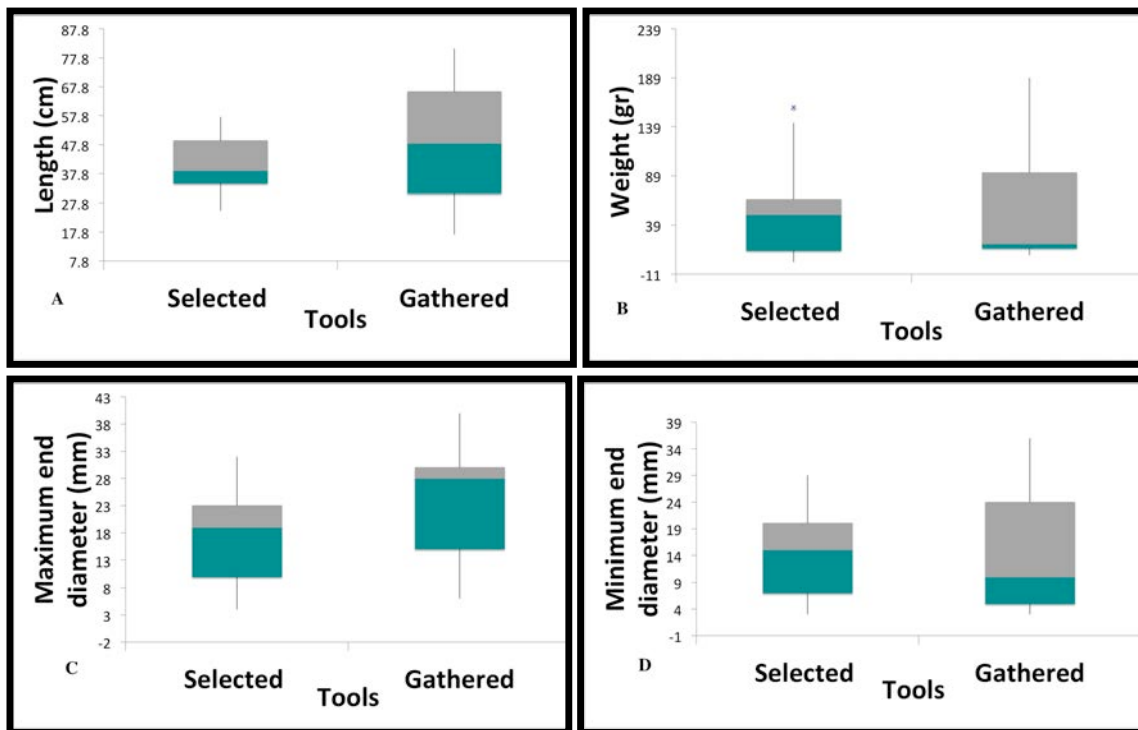 87.8
77.8
67.8
57.8
47.8
37.8
27.8
17.8
7.8
Length (cm)
A
Selected
Gathered
Tools
239
189
139
89
39
-11
Weight (gr)
B
Selected
Gathered
Tools
43
38
33
28
23
18
13
8
3
-2
Maximum end
diameter (mm)
C
Selected
Gathered
Tools
39
34
29
24
19
14
9
4
-1
Minimum end
diameter (mm)
D
Selected
Gathered
Tools